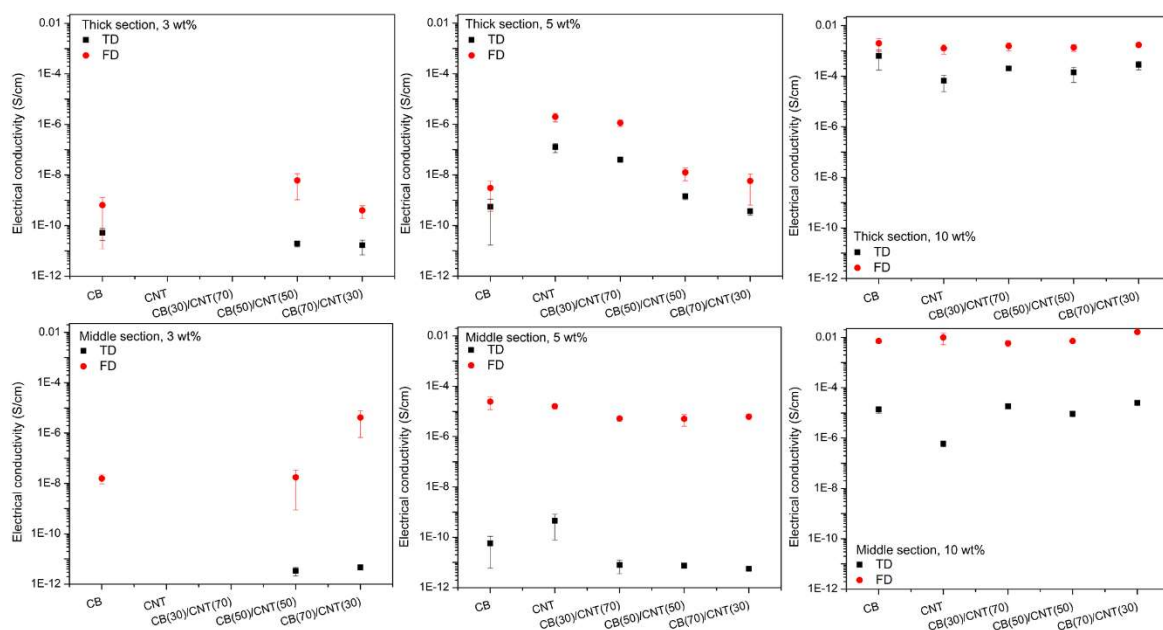 Thick section, 3 wt%
TD
FD
Electrical conductivity (S/cm)
0.01
1E-4
1E-6
1E-8
1E-10
1E-12
CB
CNT
CB(30)/CNT(70)
CB(50)/CNT(50)
CB(70)/CNT(30)
Thick section, 5 wt%
TD
FD
Electrical conductivity (S/cm)
0.01
1E-4
1E-6
1E-8
1E-10
1E-12
CB
CNT
CB(30)/CNT(70)
CB(50)/CNT(50)
CB(70)/CNT(30)
Electrical conductivity (S/cm)
0.01
1E-4
1E-6
1E-8
1E-10
1E-12
Thick section, 10 wt%
TD
FD
CB
CNT
CB(30)/CNT(70)
CB(50)/CNT(50)
CB(70)/CNT(30)
Middle section, 3 wt%
TD
FD
Electrical conductivity (S/cm)
0.01
1E-4
1E-6
1E-8
1E-10
1E-12
CB
CNT
CB(30)/CNT(70)
CB(50)/CNT(50)
CB(70)/CNT(30)
Middle section, 5 wt%
TD
FD
Electrical conductivity (S/cm)
0.01
1E-4
1E-6
1E-8
1E-10
1E-12
CB
CNT
CB(30)/CNT(70)
CB(50)/CNT(50)
CB(70)/CNT(30)
Electrical conductivity (S/cm)
0.01
1E-4
1E-6
1E-8
1E-10
1E-12
Middle section, 10 wt%
TD
FD
CB
CNT
CB(30)/CNT(70)
CB(50)/CNT(50)
CB(70)/CNT(30)